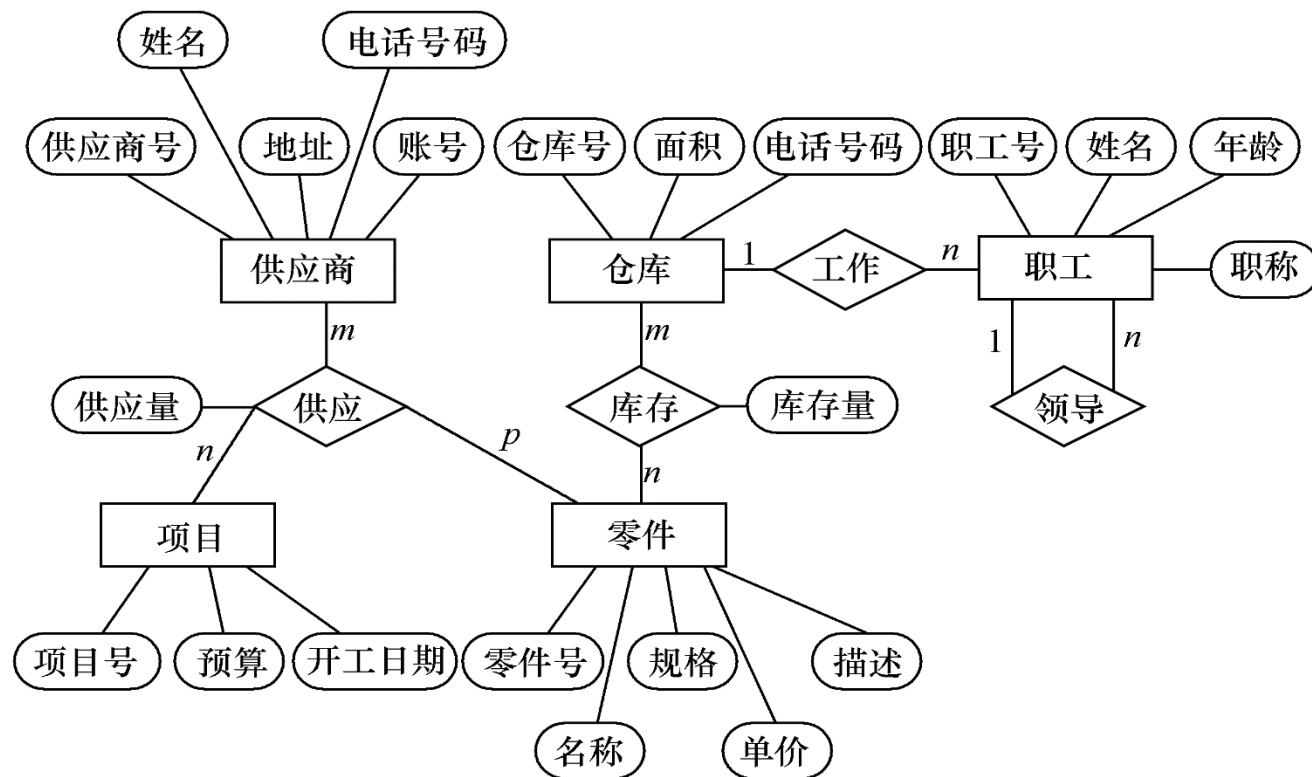 姓名
电话号码
供应商号
地址
账号
仓库号
面积
电话号码
职工号
姓名
年龄
供应商
仓库
1
工作
n
职工
职称
m
m
1
n
供应量
供应
库存
库存量
领导
n
p
n
项目
零件
项目号
预算
开工日期
零件号
规格
描述
名称
单价